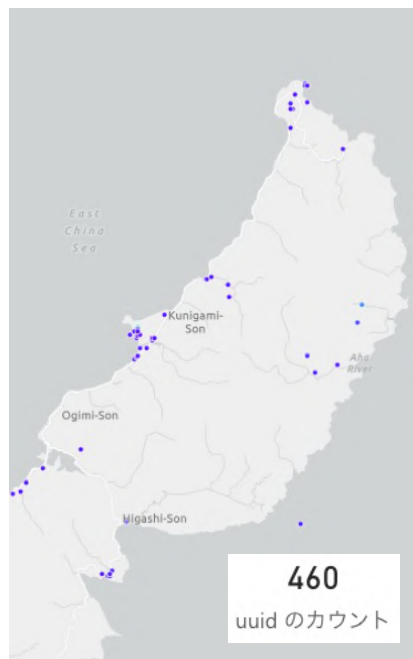 East
China
Sea
Kunigami-
Son
Aha
River
Ogimi-Son
Higashi-Son
460
uuid のカウント